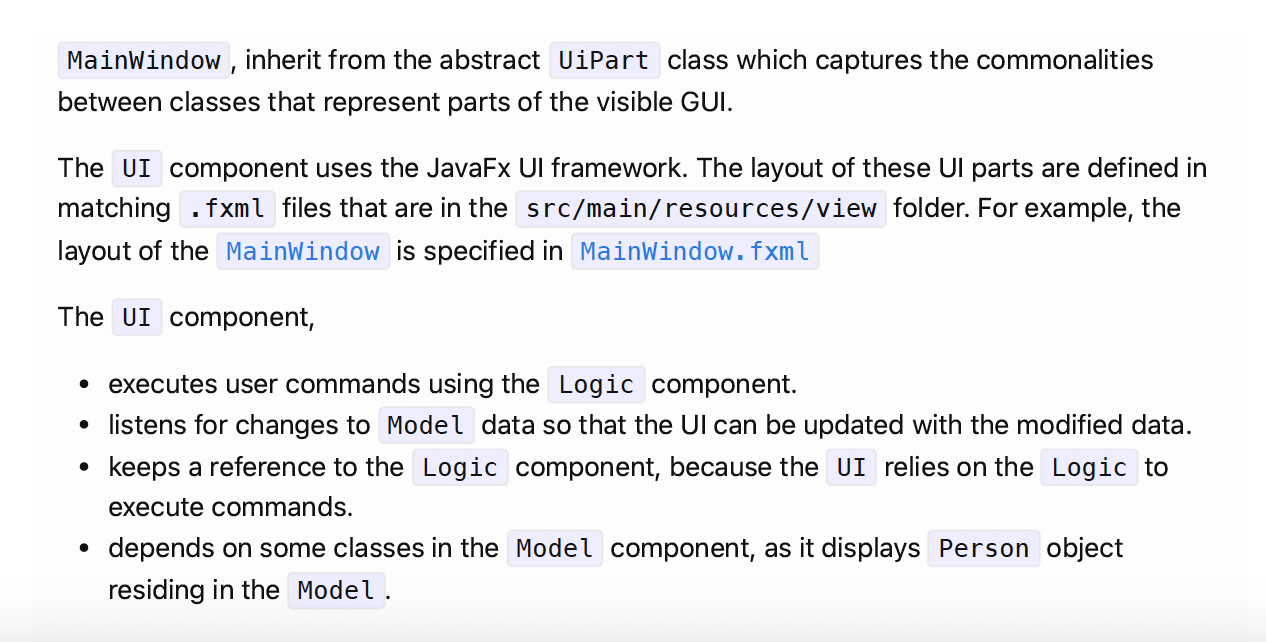 MainWindow, inherit from the abstract UiPart class which captures the commonalities
between classes that represent parts of the visible GUI.
The UI component uses the JavaFx UI framework. The layout of these UI parts are defined in
matching .fxml files that are in the src/main/resources/view folder. For example, the
layout of the MainWindow is specified in MainWindow.fxml
The UI component,
• executes user commands using the Logic component.
• listens for changes to Model data so that the UI can be updated with the modified data.
• keeps a reference to the Logic component, because the UI relies on the Logic to
execute commands.
• depends on some classes in the Model component, as it displays Person object
residing in the Model.